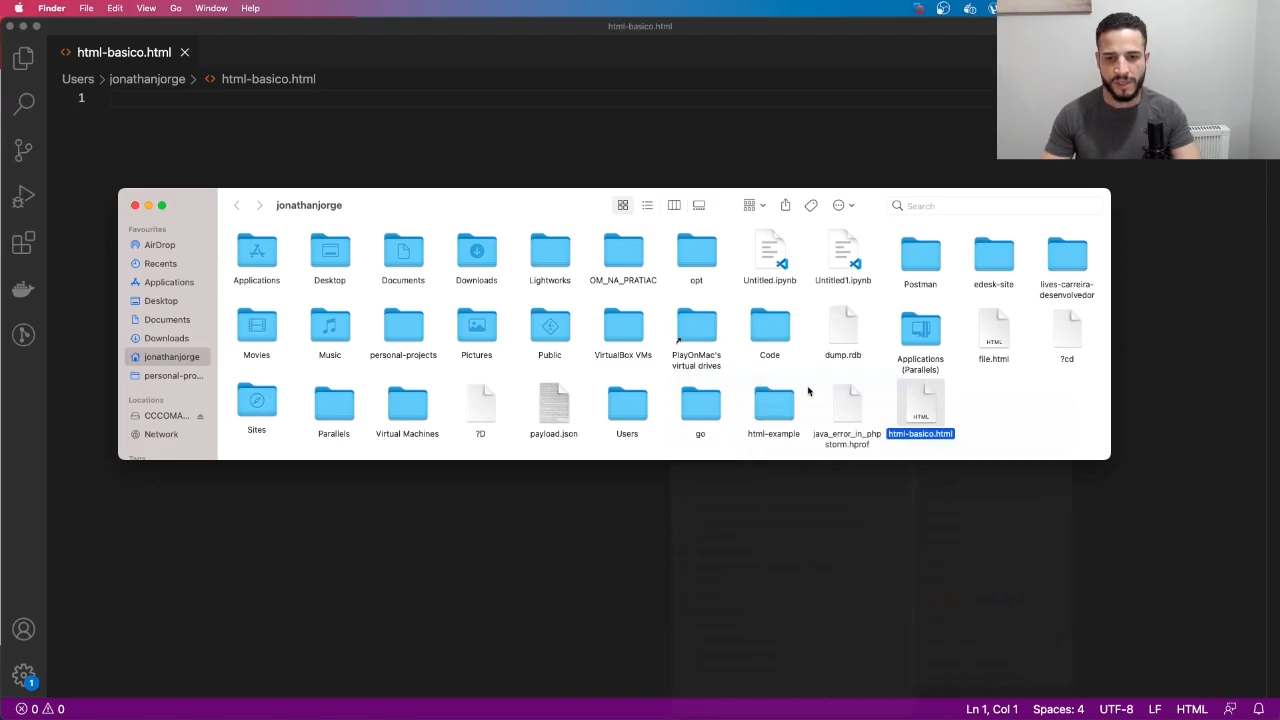 Finder File Edit View Go Window Help
html-basico.html
html-basico.html
Users > jonathanjorge > html-basico.html
1
jonathanjorge
Search
Favourites
AirDrop
Recents
Applications
Desktop
Documents
Downloads
jonathanjorge
personal-pro...
Locations
CCCOMA...
Network
Tags
Applications Desktop Documents Downloads Lightworks OM_NA_PRATIAC opt Untitled.ipynb Untitled1.ipynb Postman edesk-site lives-carreira-
desenvolvedor
Movies Music personal-projects Pictures Public VirtualBox VMs PlayOnMac's Code dump.rdb Applications file.html ?cd
virtual drives (Parallels)
HTML
Sites Parallels Virtual Machines ?D payload.json Users go html-example java_error_in_php html-basico.html
storm.hprof
HTML
1
0 0
Ln 1, Col 1 Spaces: 4 UTF-8 LF HTML